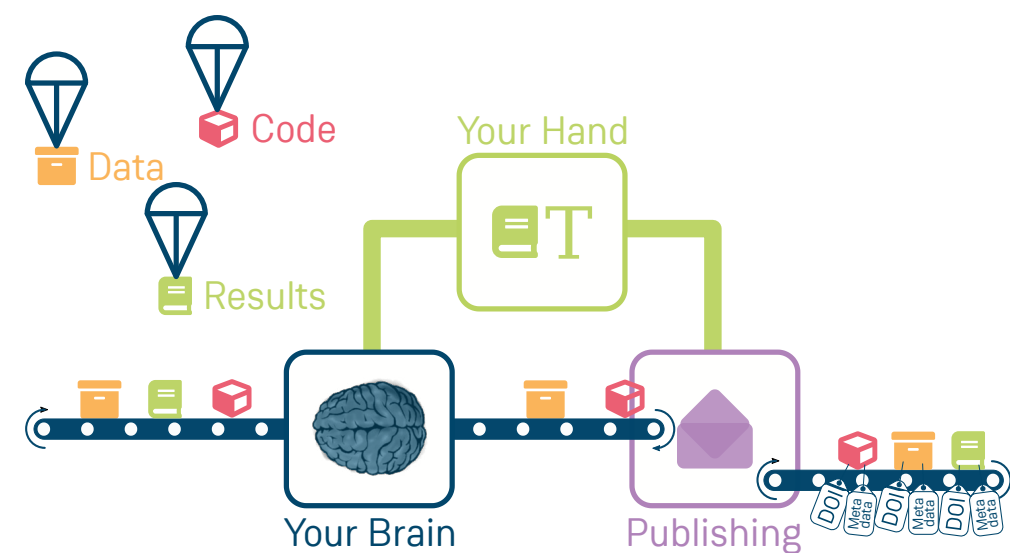 Code
Data
Results
Your Hand
T
Your Brain
Publishing
DOI
Meta
data
DOI
Meta
data
DOI
Meta
data